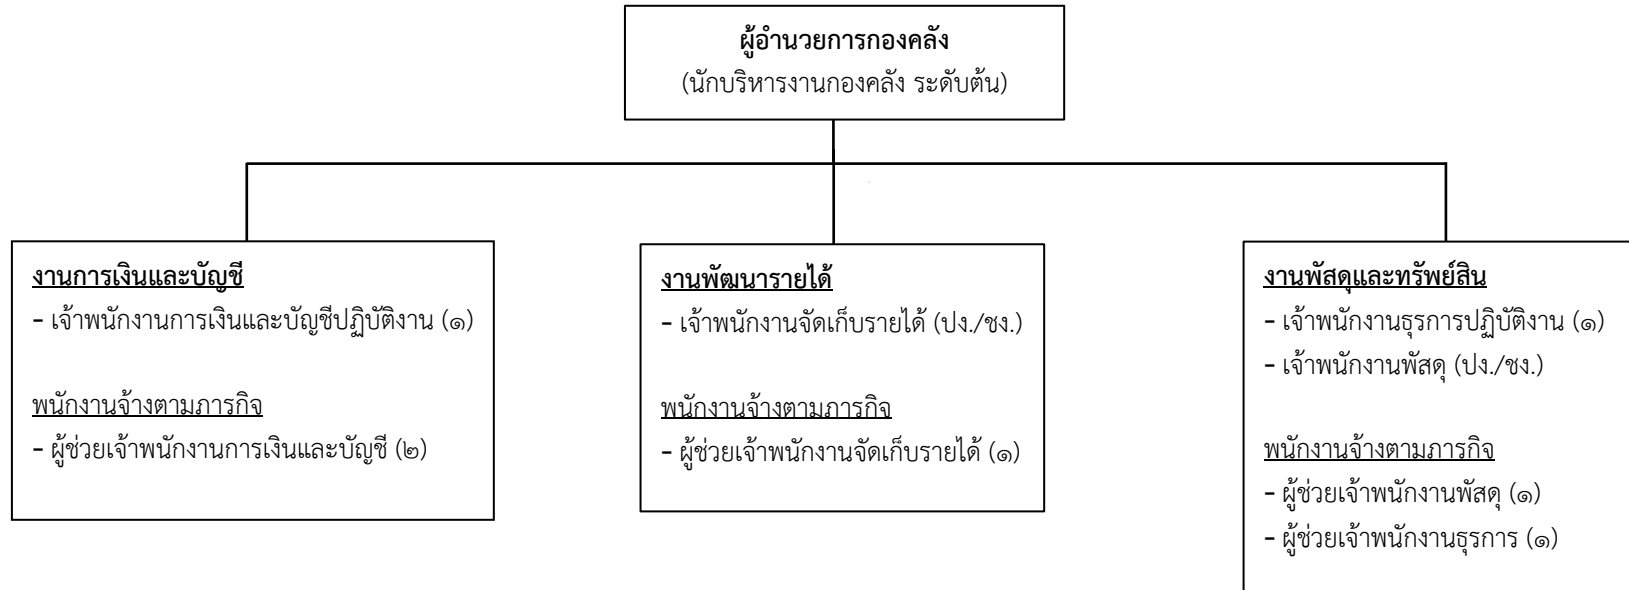 ผู้อำนวยการกองคลัง
(นักบริหารงานกองคลัง ระดับต้น)
งานการเงินและบัญชี
- เจ้าพนักงานการเงินและบัญชีปฏิบัติงาน (๑)
พนักงานจ้างตามภารกิจ
- ผู้ช่วยเจ้าพนักงานการเงินและบัญชี (๒)
งานพัฒนารายได้
- เจ้าพนักงานจัดเก็บรายได้ (ปง./ชง.)
พนักงานจ้างตามภารกิจ
- ผู้ช่วยเจ้าพนักงานจัดเก็บรายได้ (๑)
งานพัสดุและทรัพย์สิน
- เจ้าพนักงานธุรการปฏิบัติงาน (๑)
- เจ้าพนักงานพัสดุ (ปง./ชง.)
พนักงานจ้างตามภารกิจ
- ผู้ช่วยเจ้าพนักงานพัสดุ (๑)
- ผู้ช่วยเจ้าพนักงานธุรการ (๑)